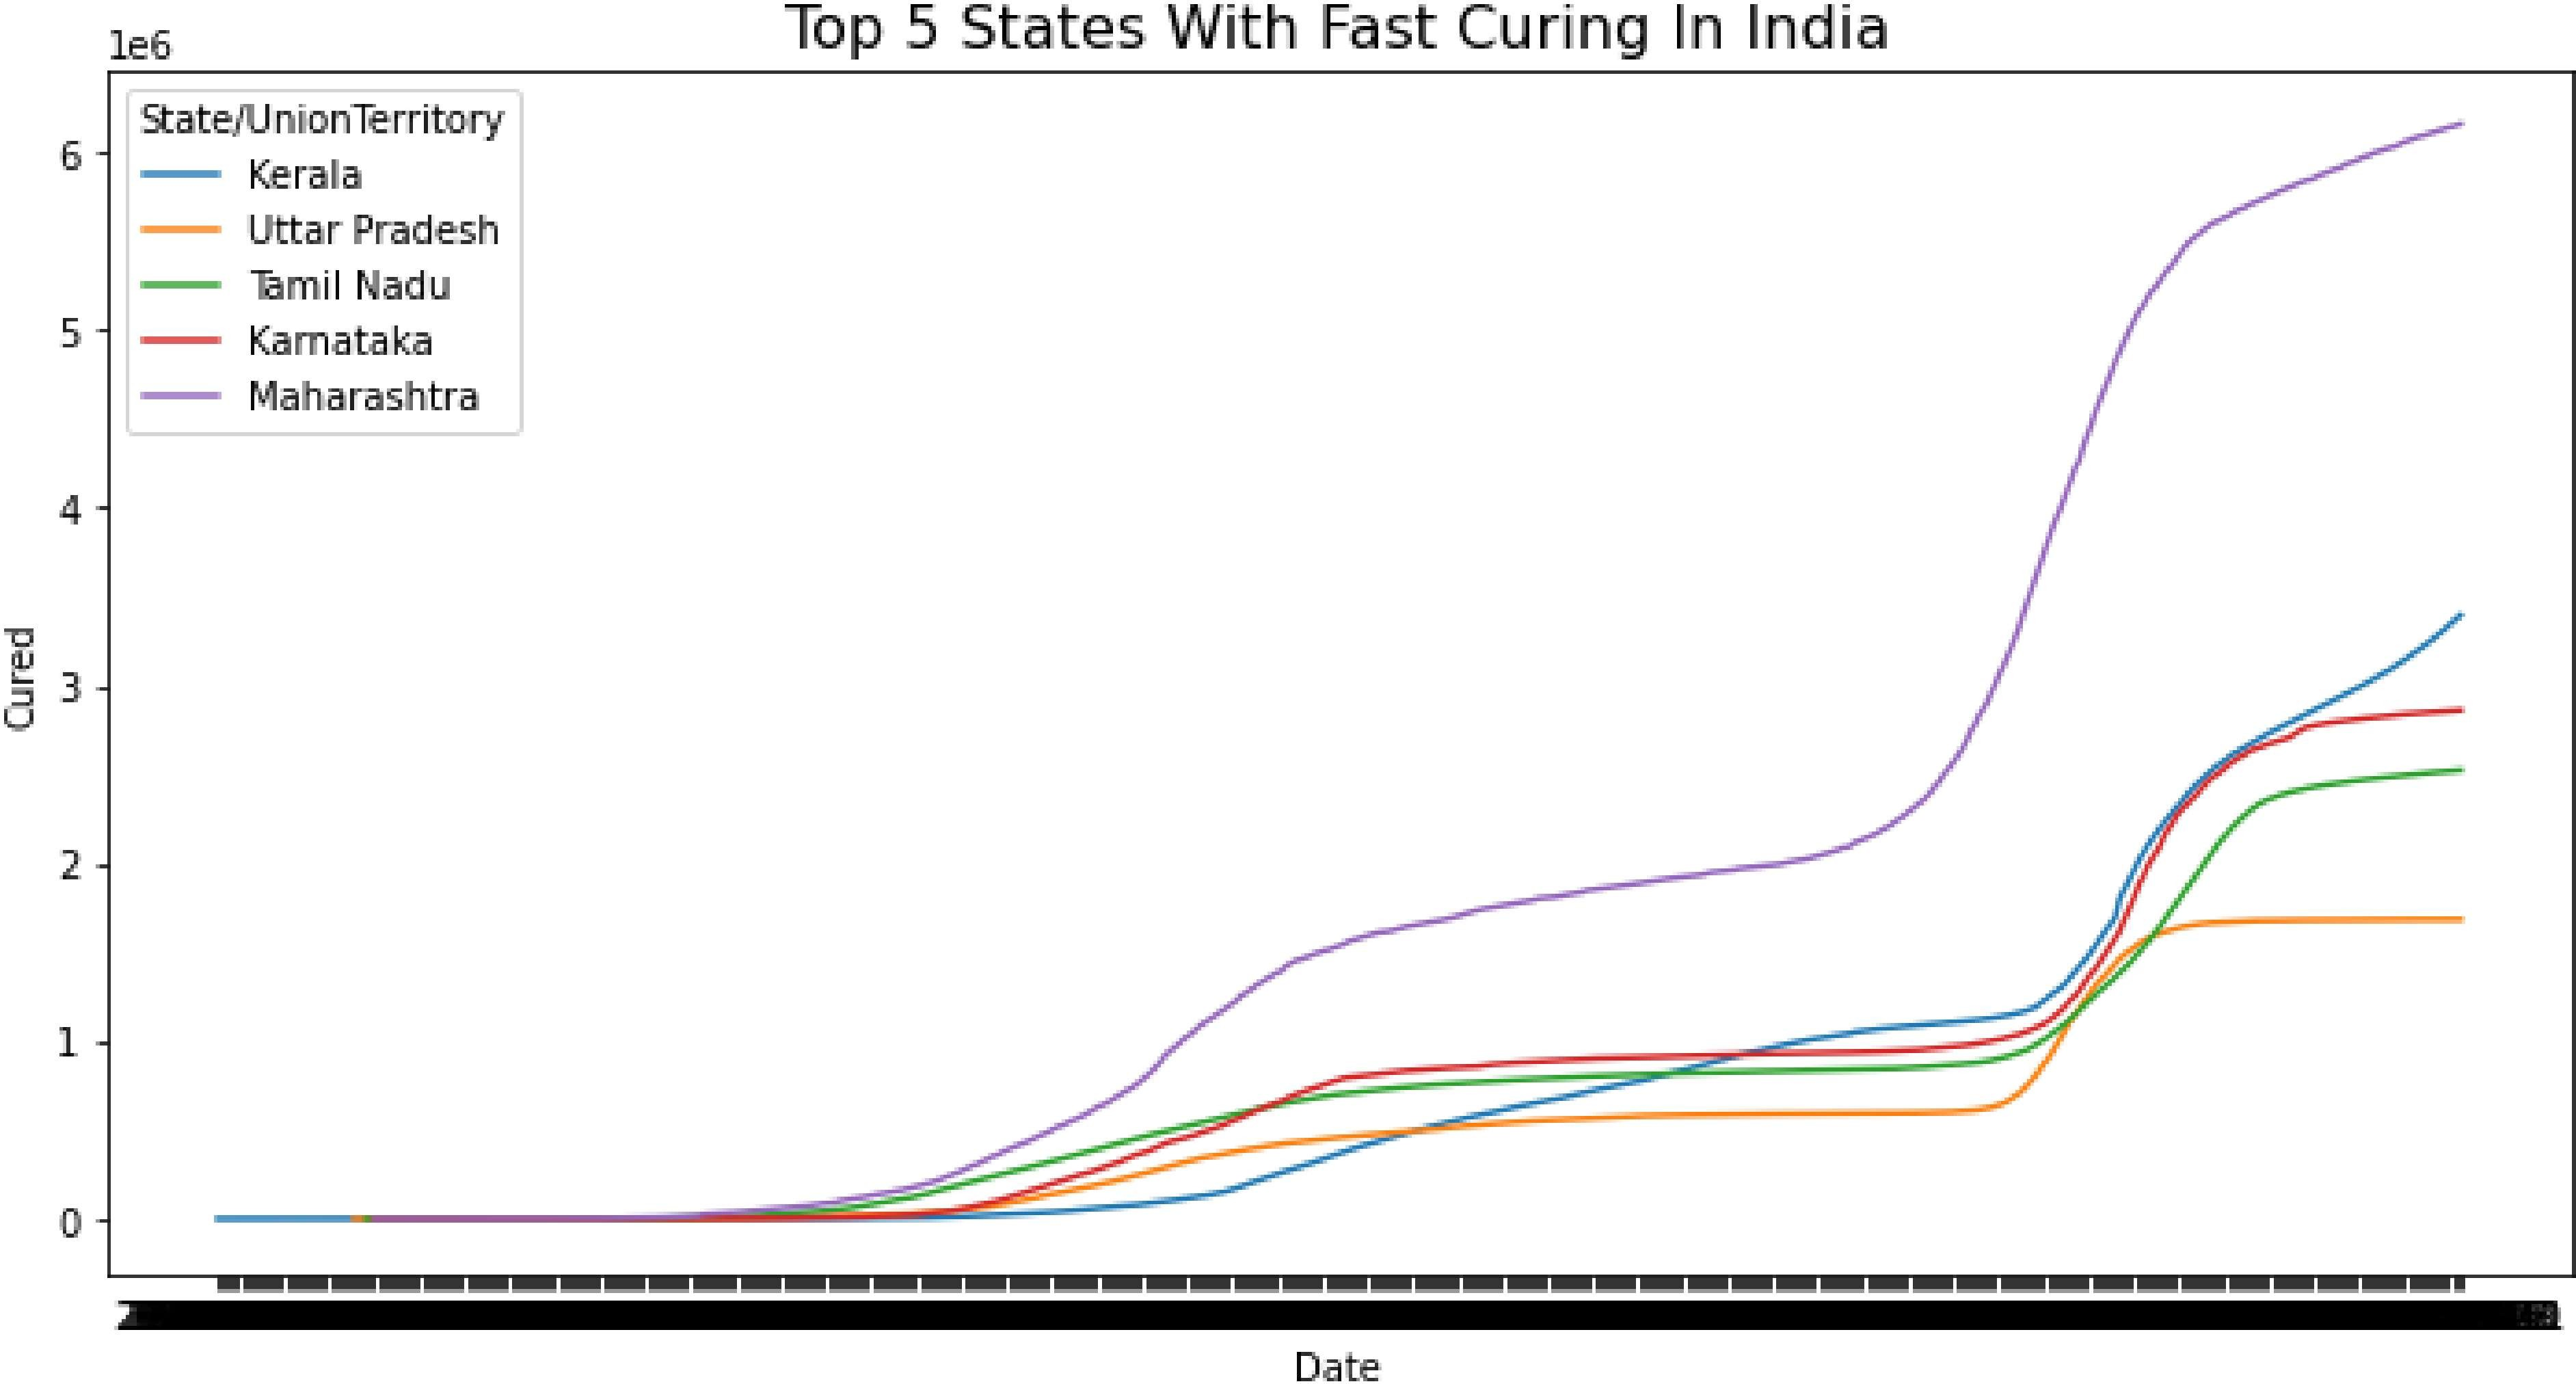 Top 5 States With Fast Curing In India
1e6
State/UnionTerritory
Kerala
Uttar Pradesh
Tamil Nadu
Karnataka
Maharashtra
6
5
4
3
2
1
0
Cured
Date